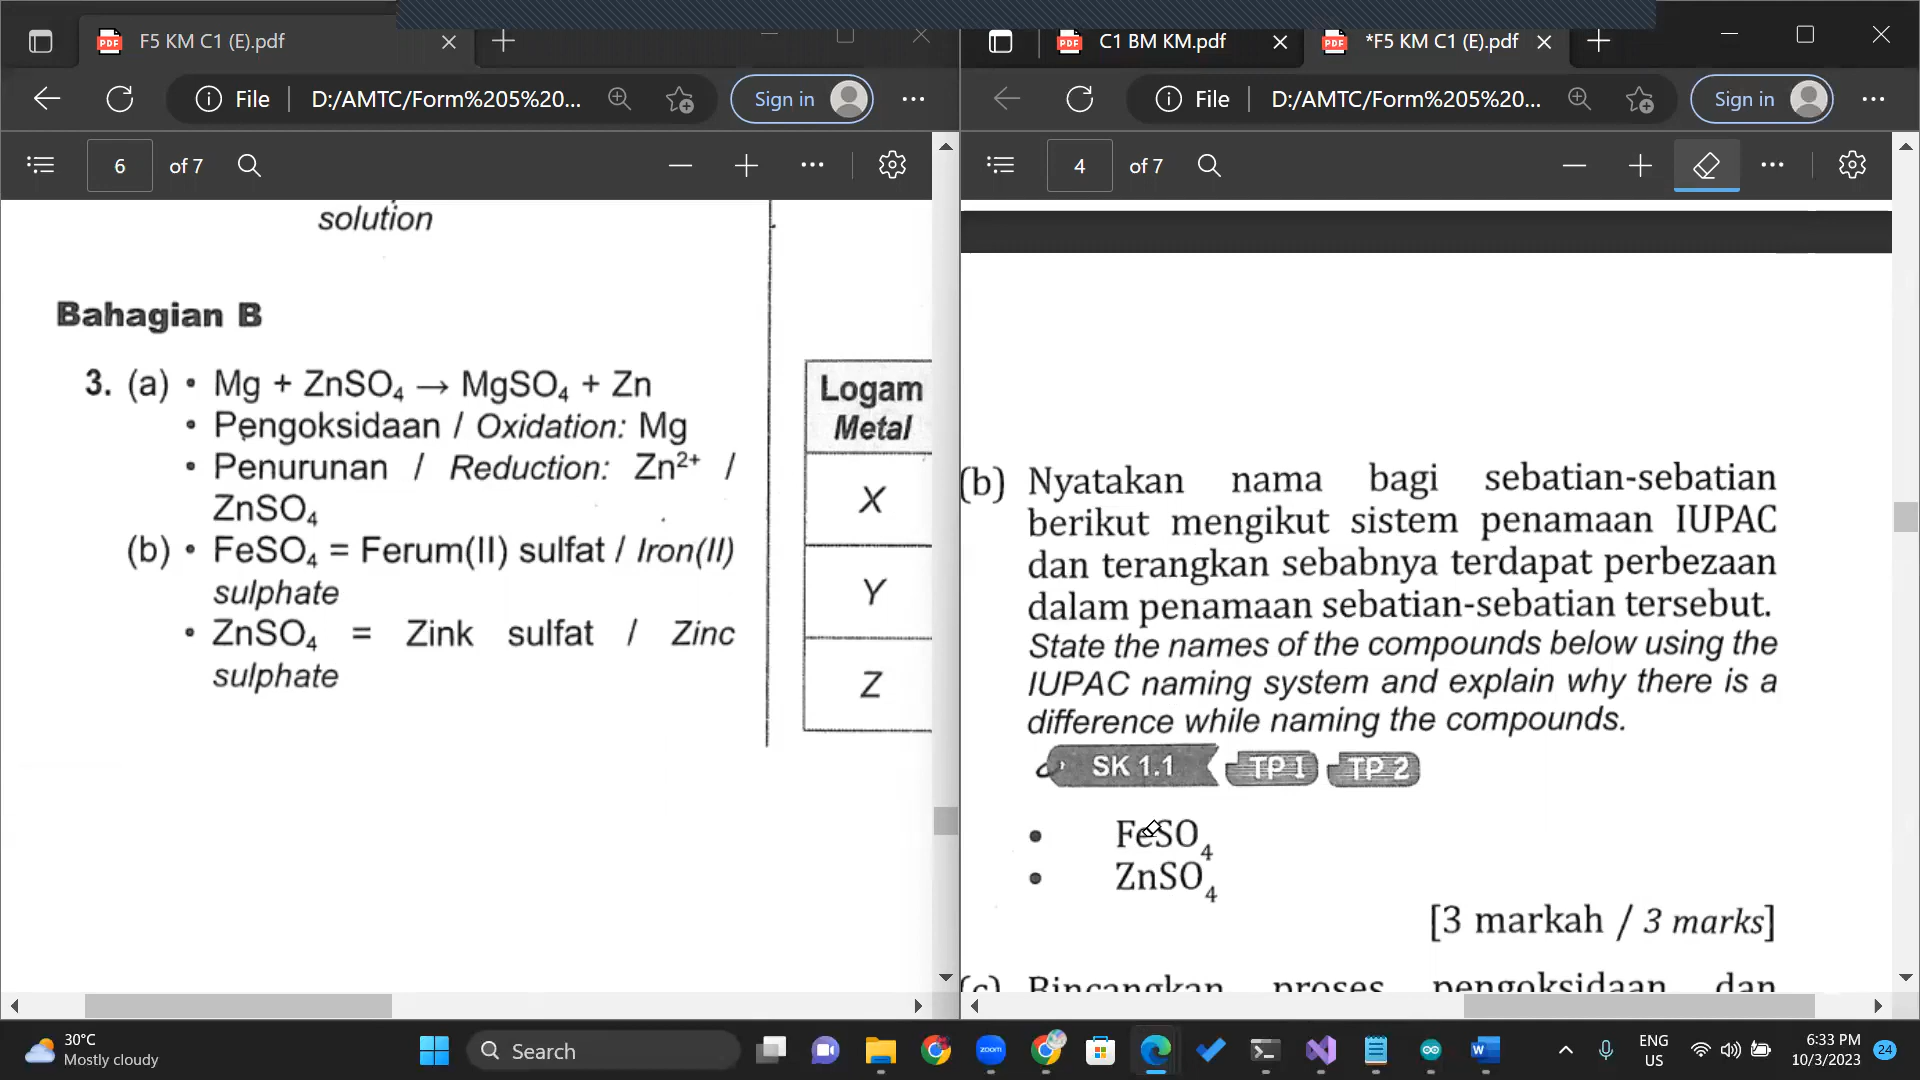 F5 KM C1 (E).pdf
File D:/AMTC/Form%205%20... Sign in
6 of 7
solution
Bahagian B
3. (a) • Mg + ZnSO₄ → MgSO₄ + Zn
• Pengoksidaan / Oxidation: Mg
• Penurunan / Reduction: Zn²⁺ /
ZnSO₄
(b) • FeSO₄ = Ferum(II) sulfat / Iron(II)
sulphate
• ZnSO₄ = Zink sulfat / Zinc
sulphate
Logam
Metal
X
Y
Z
C1 BM KM.pdf
*F5 KM C1 (E).pdf
File D:/AMTC/Form%205%20... Sign in
4 of 7
(b) Nyatakan nama bagi sebatian-sebatian
berikut mengikut sistem penamaan IUPAC
dan terangkan sebabnya terdapat perbezaan
dalam penamaan sebatian-sebatian tersebut.
State the names of the compounds below using the
IUPAC naming system and explain why there is a
difference while naming the compounds.
SK 1.1 TP 1 TP 2
• FeSO₄
• ZnSO₄
[3 markah / 3 marks]
(c) Bincangkan proses pengoksidaan dan
30°C
Mostly cloudy
Search
zoom
ENG
US
6:33 PM
10/3/2023
24